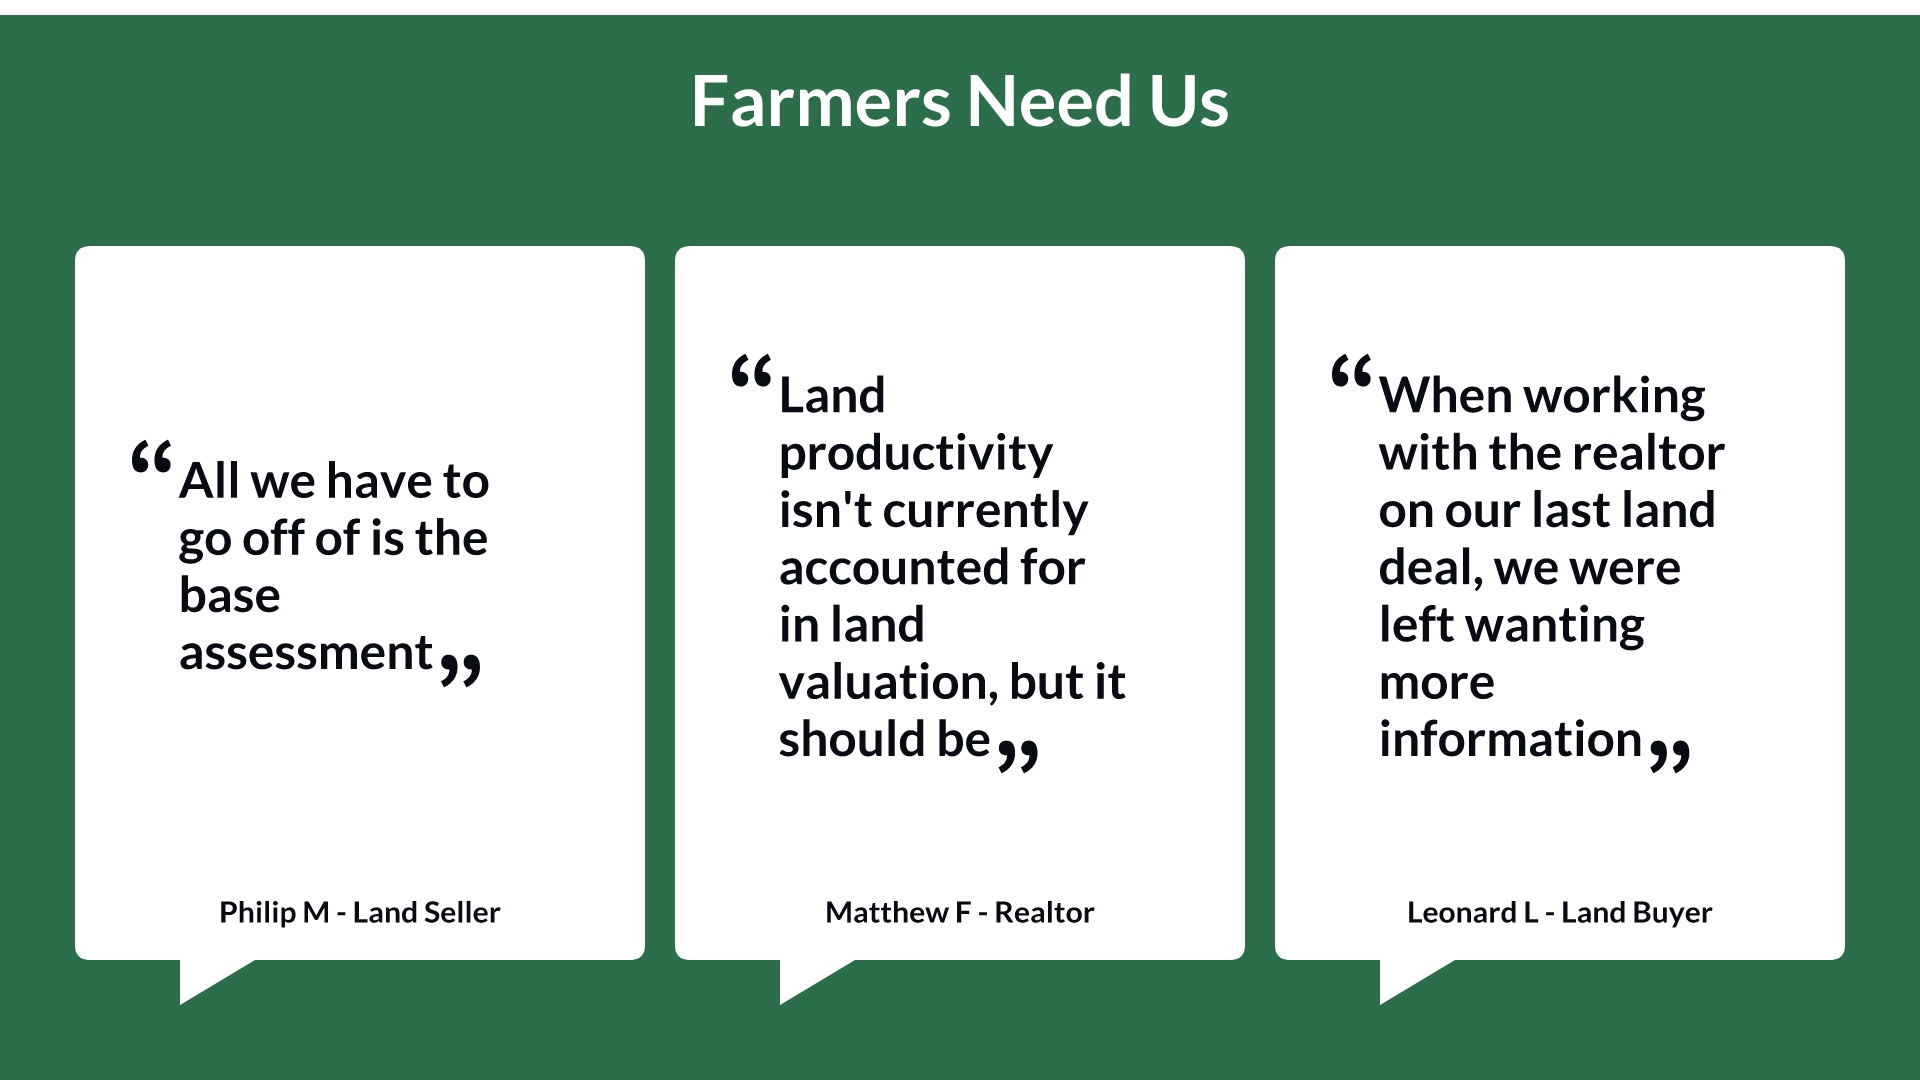 Farmers Need Us
“All we have to
go off of is the
base
assessment”
Philip M - Land Seller
“Land
productivity
isn't currently
accounted for
in land
valuation, but it
should be”
Matthew F - Realtor
“When working
with the realtor
on our last land
deal, we were
left wanting
more
information”
Leonard L - Land Buyer